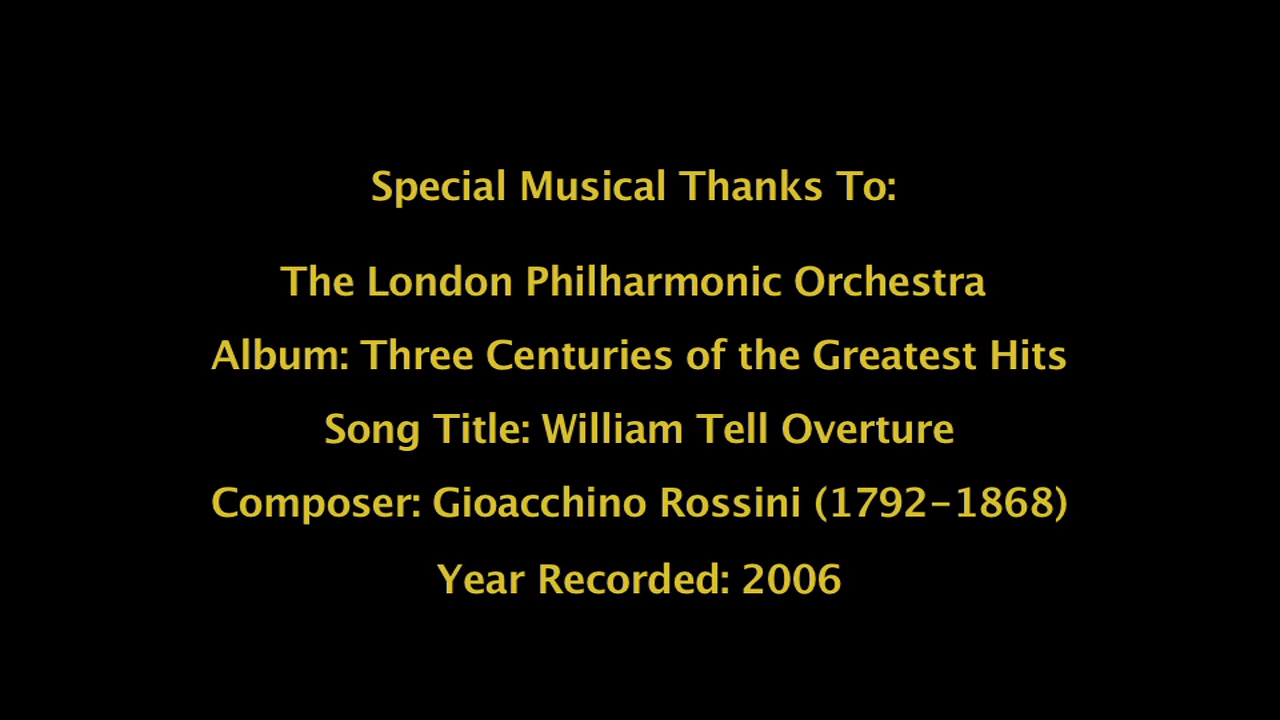 Special Musical Thanks To:
The London Philharmonic Orchestra
Album: Three Centuries of the Greatest Hits
Song Title: William Tell Overture
Composer: Gioacchino Rossini (1792-1868)
Year Recorded: 2006